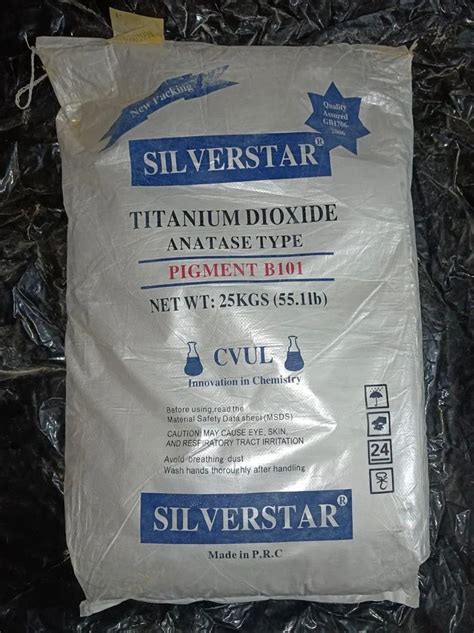 New Packing
Quality
Assured
GB1706-
2006
SILVERSTAR®
TITANIUM DIOXIDE
ANATASE TYPE
PIGMENT B101
NET WT: 25KGS (55.1lb)
CVUL
Innovation in Chemistry
Before using,read the
Material Safety Data sheet(MSDS)
CAUTION: MAY CAUSE EYE, SKIN,
AND RESPIRATORY TRACT IRRITATION
Avoid breathing dust
Wash hands thoroughly after handling
24
SILVERSTAR®
Made in P.R.C